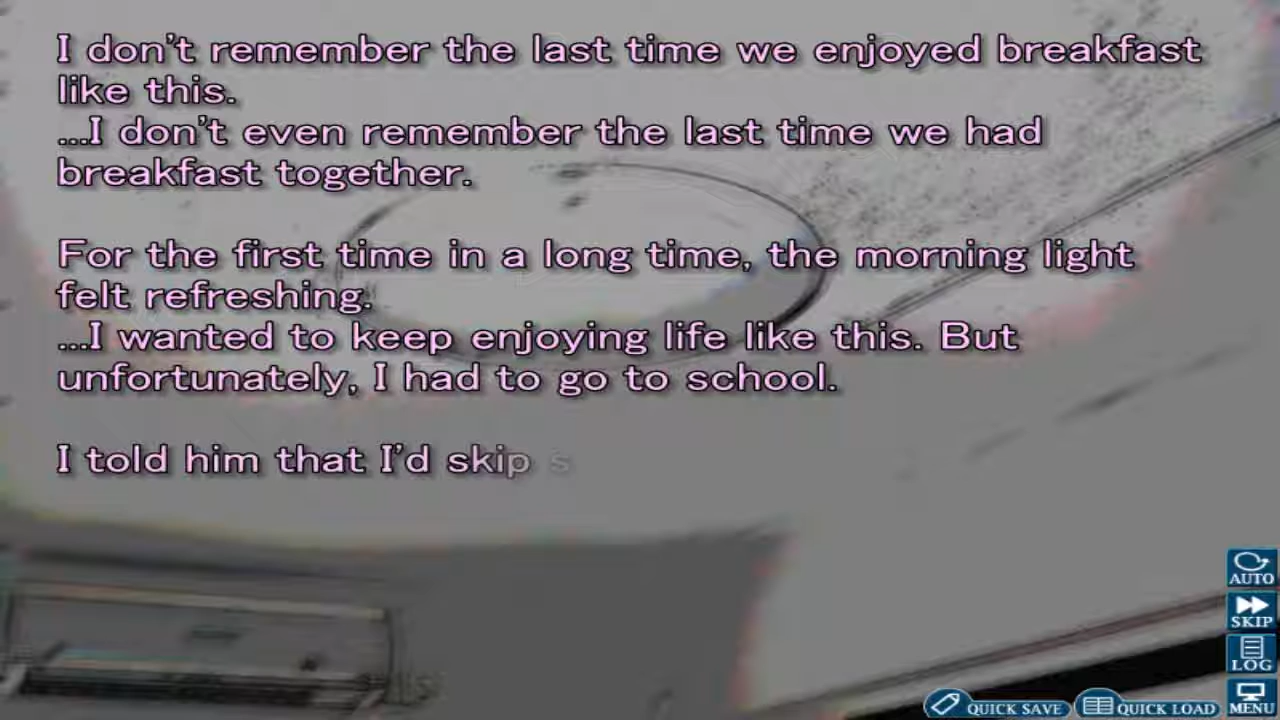 I don't remember the last time we enjoyed breakfast
like this.
...I don't even remember the last time we had
breakfast together.
For the first time in a long time, the morning light
felt refreshing.
...I wanted to keep enjoying life like this. But
unfortunately, I had to go to school.
I told him that I'd skip s
AUTO
SKIP
LOG
MENU
QUICK SAVE
QUICK LOAD